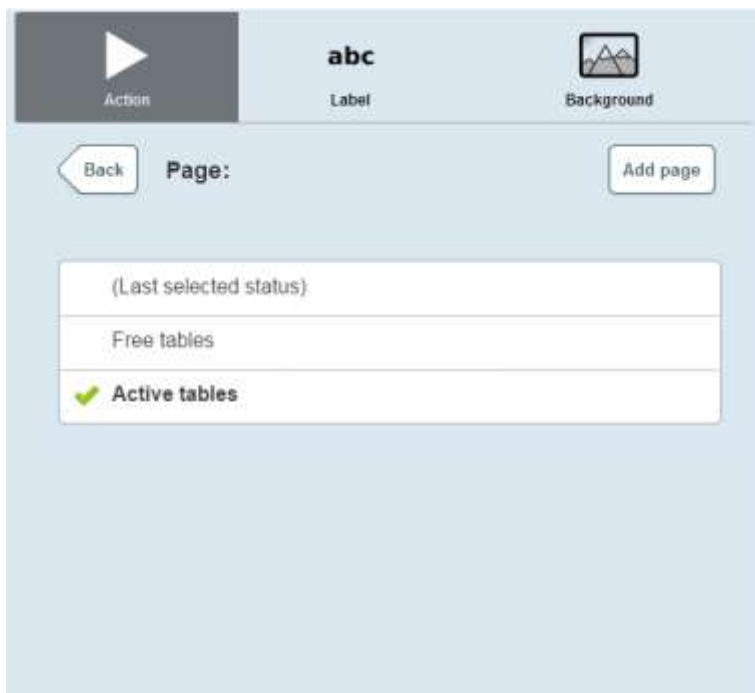 abc
Action
Label
Background
Back
Page:
Add page
(Last selected status)
Free tables
Active tables